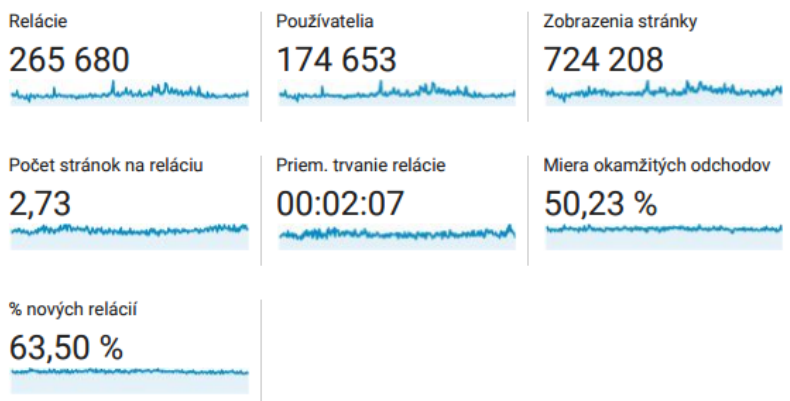 Relácie
265 680
Používatelia
174 653
Zobrazenia stránky
724 208
Počet stránok na reláciu
2,73
Priem. trvanie relácie
00:02:07
Miera okamžitých odchodov
50,23 %
% nových relácií
63,50 %